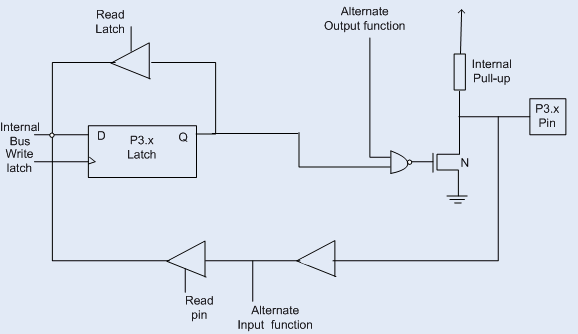 Read
Latch
Alternate
Output function
Internal
Pull-up
P3.x
Pin
Internal
Bus
Write
latch
D
P3.x
Latch
Q
N
Read
pin
Alternate
Input function